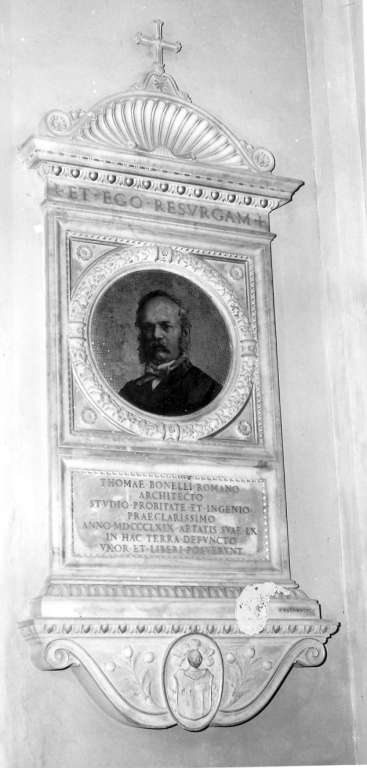 + ET · EGO · RESVRGAM +
THOMAE · BONELLI · ROMANO
ARCHITECTO
STVDIO · PROBITATE · ET · INGENIO
PRAECLARISSIMO
ANNO · MDCCCLXIX · AETATIS · SVAE · LX
IN · HAC · TERRA · DEFVNCTO
VXOR · ET · LIBERI · POSVERVNT